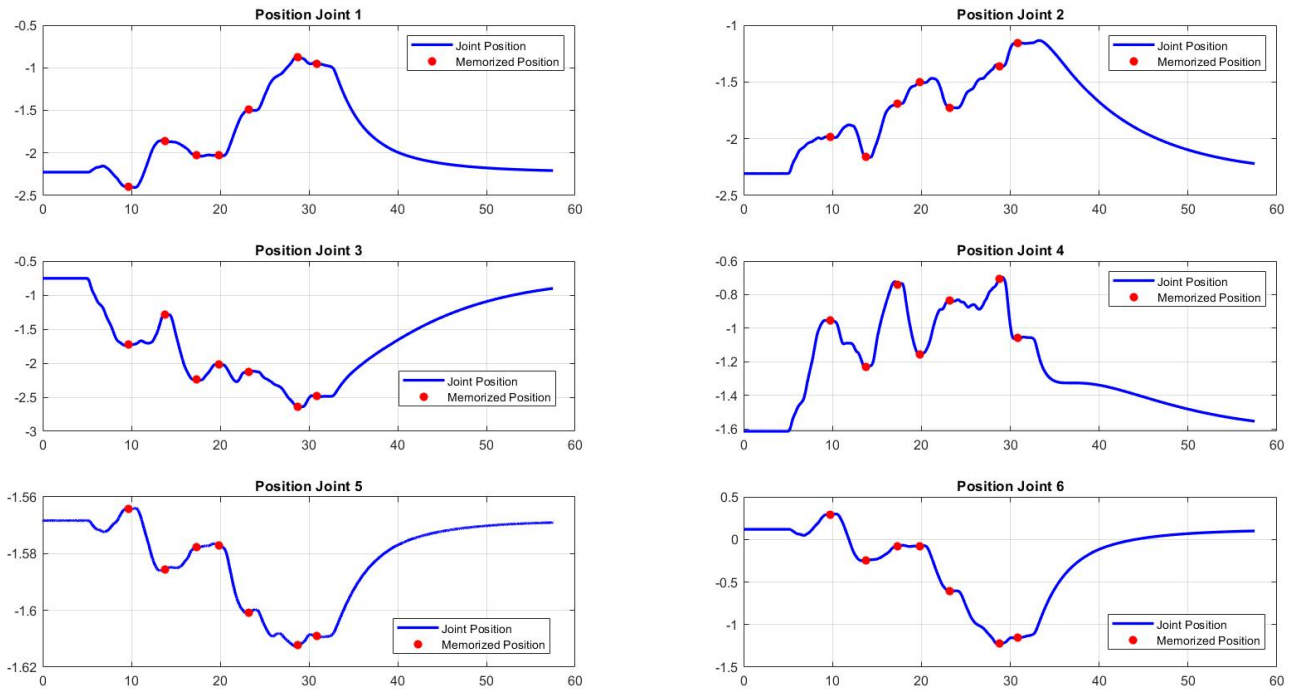 Position Joint 1
-0.5
-1
-1.5
-2
-2.5
0 10 20 30 40 50 60
Joint Position
Memorized Position
Position Joint 2
-1
-1.5
-2
-2.5
0 10 20 30 40 50 60
Joint Position
Memorized Position
Position Joint 3
-0.5
-1
-1.5
-2
-2.5
-3
0 10 20 30 40 50 60
Joint Position
Memorized Position
Position Joint 4
-0.6
-0.8
-1
-1.2
-1.4
-1.6
0 10 20 30 40 50 60
Joint Position
Memorized Position
Position Joint 5
-1.56
-1.58
-1.6
-1.62
0 10 20 30 40 50 60
Joint Position
Memorized Position
Position Joint 6
0.5
0
-0.5
-1
-1.5
0 10 20 30 40 50 60
Joint Position
Memorized Position